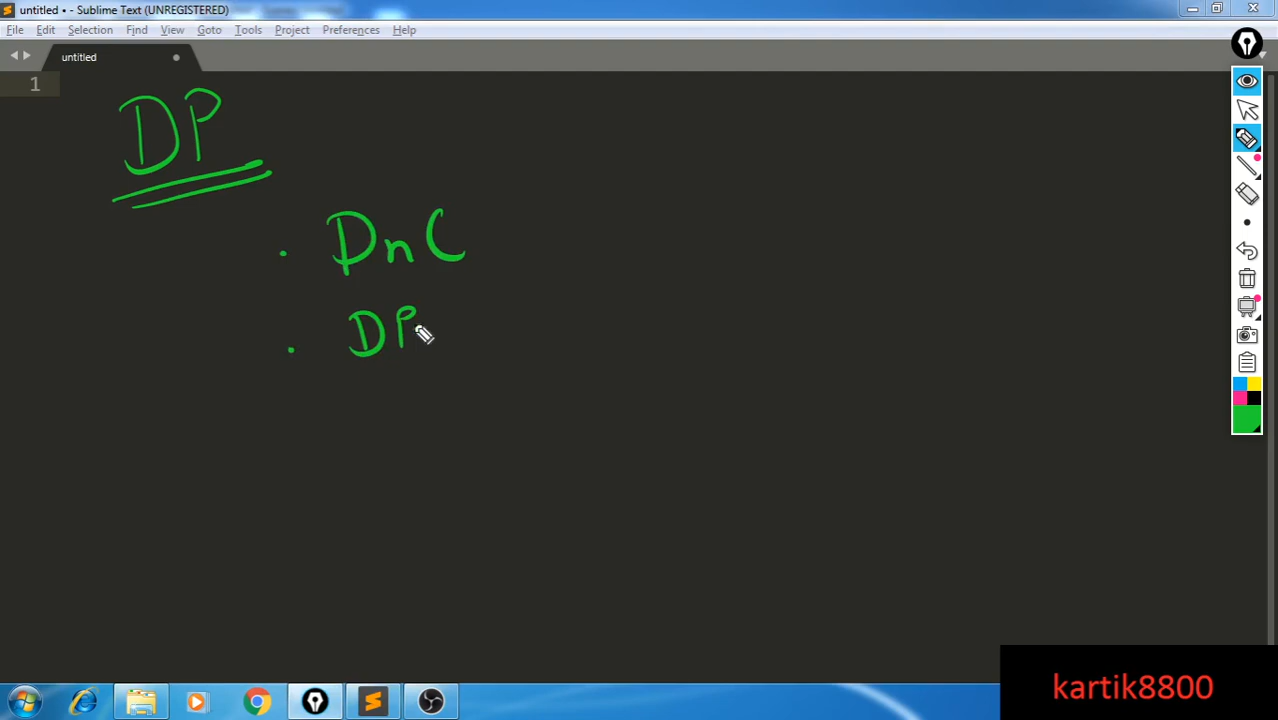 untitled • - Sublime Text (UNREGISTERED)
File Edit Selection Find View Goto Tools Project Preferences Help
untitled
1
DP
. DnC
. DP
kartik8800